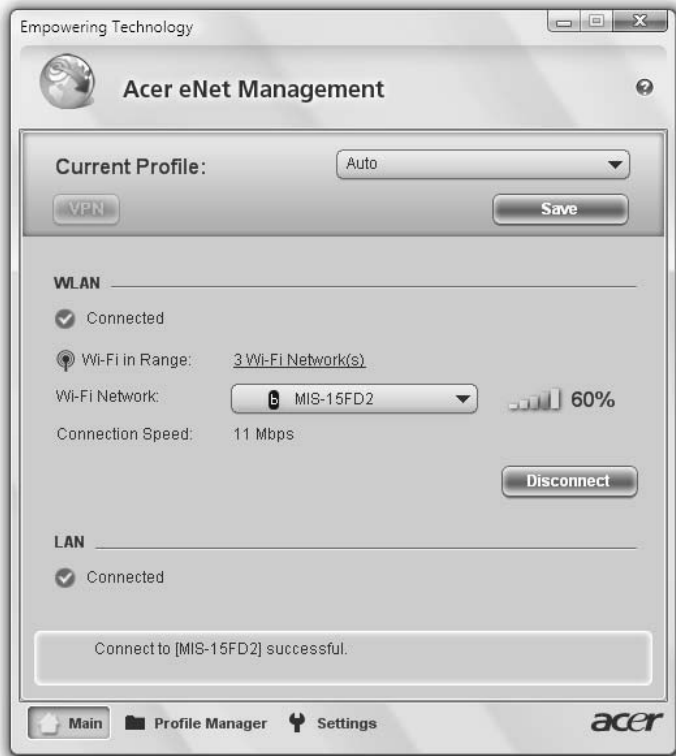 Empowering Technology
Acer eNet Management
Current Profile: Auto
VPN Save
WLAN
Connected
Wi-Fi in Range: 3 Wi-Fi Network(s)
Wi-Fi Network: b MIS-15FD2 60%
Connection Speed: 11 Mbps
Disconnect
LAN
Connected
Connect to [MIS-15FD2] successful.
Main Profile Manager Settings acer